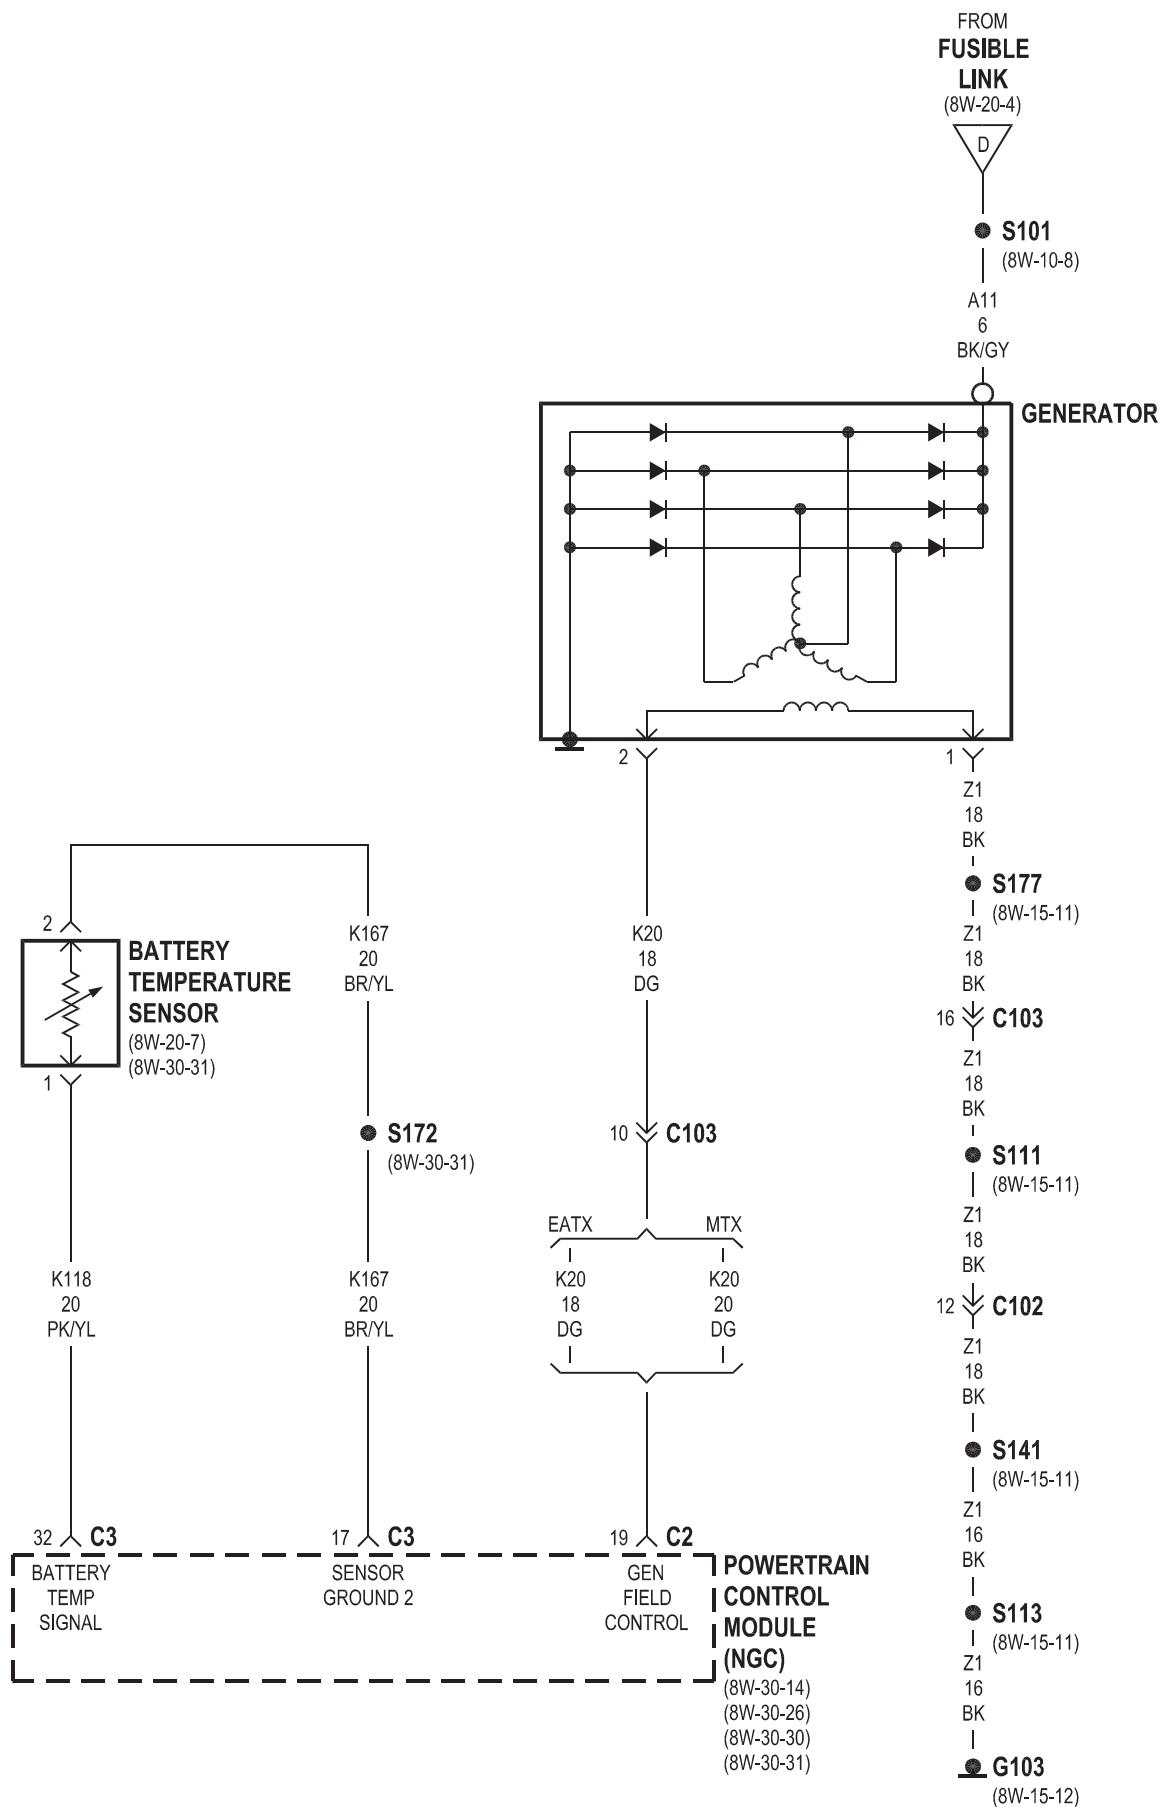 FROM
FUSIBLE
LINK
(8W-20-4)
D
S101
(8W-10-8)
A11
6
BK/GY
GENERATOR
2
1
Z1
18
BK
S177
(8W-15-11)
Z1
18
BK
16
C103
Z1
18
BK
S111
(8W-15-11)
Z1
18
BK
12
C102
Z1
18
BK
S141
(8W-15-11)
Z1
16
BK
S113
(8W-15-11)
Z1
16
BK
G103
(8W-15-12)
2
BATTERY
TEMPERATURE
SENSOR
(8W-20-7)
(8W-30-31)
1
K118
20
PK/YL
K167
20
BR/YL
S172
(8W-30-31)
K167
20
BR/YL
K20
18
DG
10
C103
EATX
MTX
K20
18
DG
K20
20
DG
32
C3
17
C3
19
C2
BATTERY
TEMP
SIGNAL
SENSOR
GROUND 2
GEN
FIELD
CONTROL
POWERTRAIN
CONTROL
MODULE
(NGC)
(8W-30-14)
(8W-30-26)
(8W-30-30)
(8W-30-31)